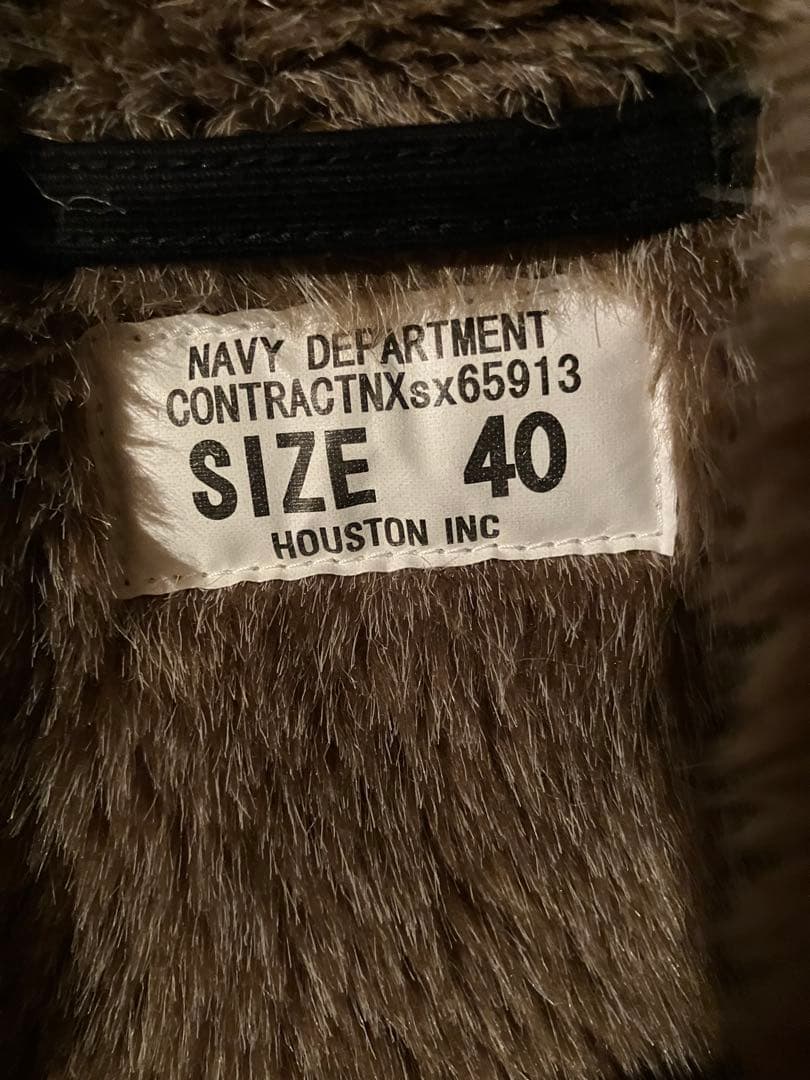 NAVY DEPARTMENT
CONTRACTNXsx65913
SIZE 40
HOUSTON INC